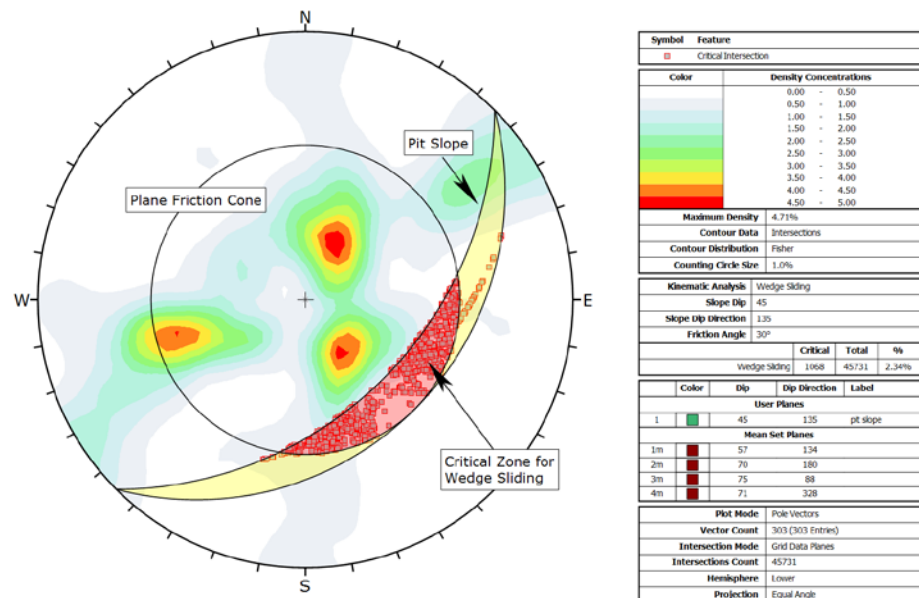 N
Pit Slope
Plane Friction Cone
W
E
Critical Zone for
Wedge Sliding
S
Symbol Feature
Critical Intersection
Color Density Concentrations
0.00 - 0.50
0.50 - 1.00
1.00 - 1.50
1.50 - 2.00
2.00 - 2.50
2.50 - 3.00
3.00 - 3.50
3.50 - 4.00
4.00 - 4.50
4.50 - 5.00
Maximum Density 4.71%
Contour Data Intersections
Contour Distribution Fisher
Counting Circle Size 1.0%
Kinematic Analysis Wedge Sliding
Slope Dip 45
Slope Dip Direction 135
Friction Angle 30°
Critical Total %
Wedge Sliding 1068 45731 2.34%
Color Dip Dip Direction Label
User Planes
1 45 135 pt slope
Mean Set Planes
1m 57 134
2m 70 180
3m 75 88
4m 71 328
Plot Mode Pole Vectors
Vector Count 303 (303 Entries)
Intersection Mode Grid Data Planes
Intersections Count 45731
Hemisphere Lower
Projection Equal Angle